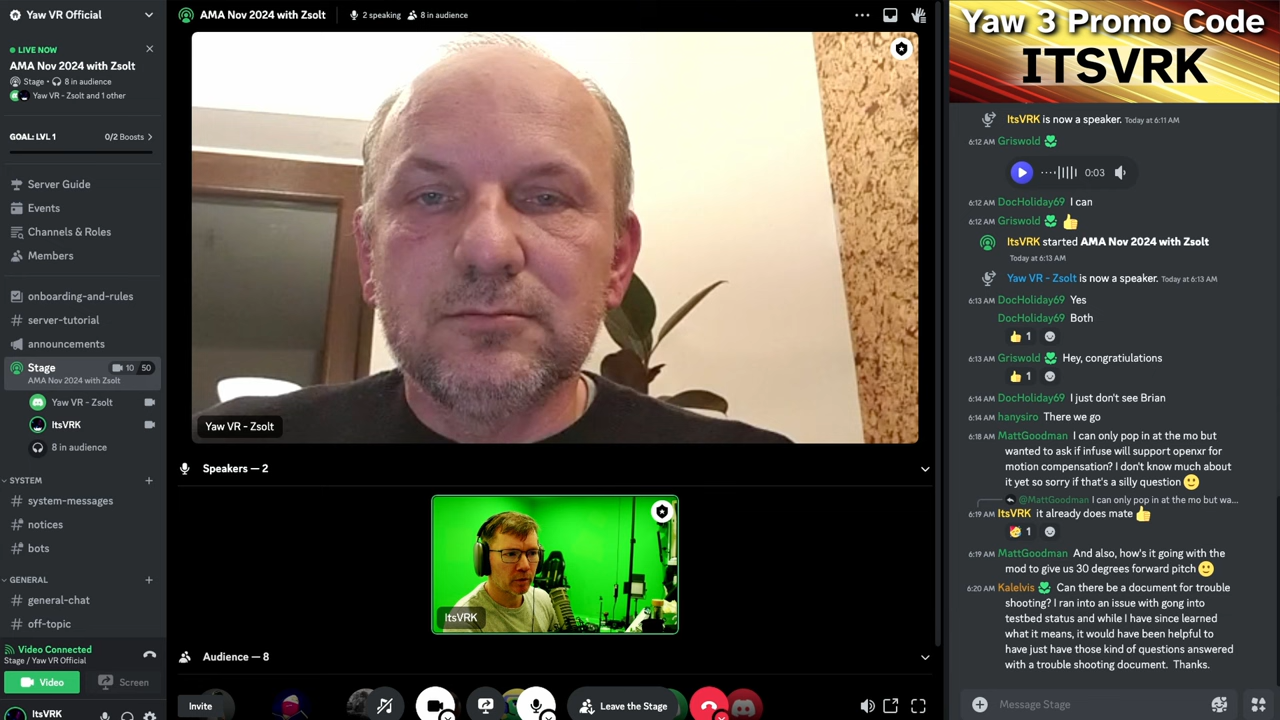 Yaw VR Official
LIVE NOW
AMA Nov 2024 with Zsolt
Stage • 8 in audience
Yaw VR - Zsolt and 1 other
GOAL: LVL 1
0/2 Boosts
Server Guide
Events
Channels & Roles
Members
onboarding-and-rules
server-tutorial
announcements
Stage
10 50
AMA Nov 2024 with Zsolt
Yaw VR - Zsolt
ItsVRK
8 in audience
SYSTEM
system-messages
notices
bots
GENERAL
general-chat
off-topic
Video Connected
Stage / Yaw VR Official
Video
Screen
ItsVRK
AMA Nov 2024 with Zsolt
2 speaking
8 in audience
Yaw VR - Zsolt
Speakers — 2
ItsVRK
Audience — 8
Invite
Leave the Stage
Yaw 3 Promo Code
ITSVRK
ItsVRK is now a speaker. Today at 6:11 AM
6:12 AM Griswold
0:03
6:12 AM DocHoliday69 I can
6:12 AM Griswold 👍
ItsVRK started AMA Nov 2024 with Zsolt
Today at 6:13 AM
Yaw VR - Zsolt is now a speaker. Today at 6:13 AM
6:13 AM DocHoliday69 Yes
DocHoliday69 Both
👍 1
6:13 AM Griswold Hey, congratiulations
👍 1
6:14 AM DocHoliday69 I just don't see Brian
6:14 AM hanysiro There we go
6:18 AM MattGoodman I can only pop in at the mo but
wanted to ask if infuse will support openxr for
motion compensation? I don't know much about
it yet so sorry if that's a silly question 🙂
@MattGoodman I can only pop in at the mo but wa...
6:19 AM ItsVRK it already does mate 👍
🥳 1
6:19 AM MattGoodman And also, how's it going with the
mod to give us 30 degrees forward pitch 🙂
6:20 AM Kalelvis Can there be a document for trouble
shooting? I ran into an issue with gong into
testbed status and while I have since learned
what it means, it would have been helpful to
have just have those kind of questions answered
with a trouble shooting document. Thanks.
Message Stage